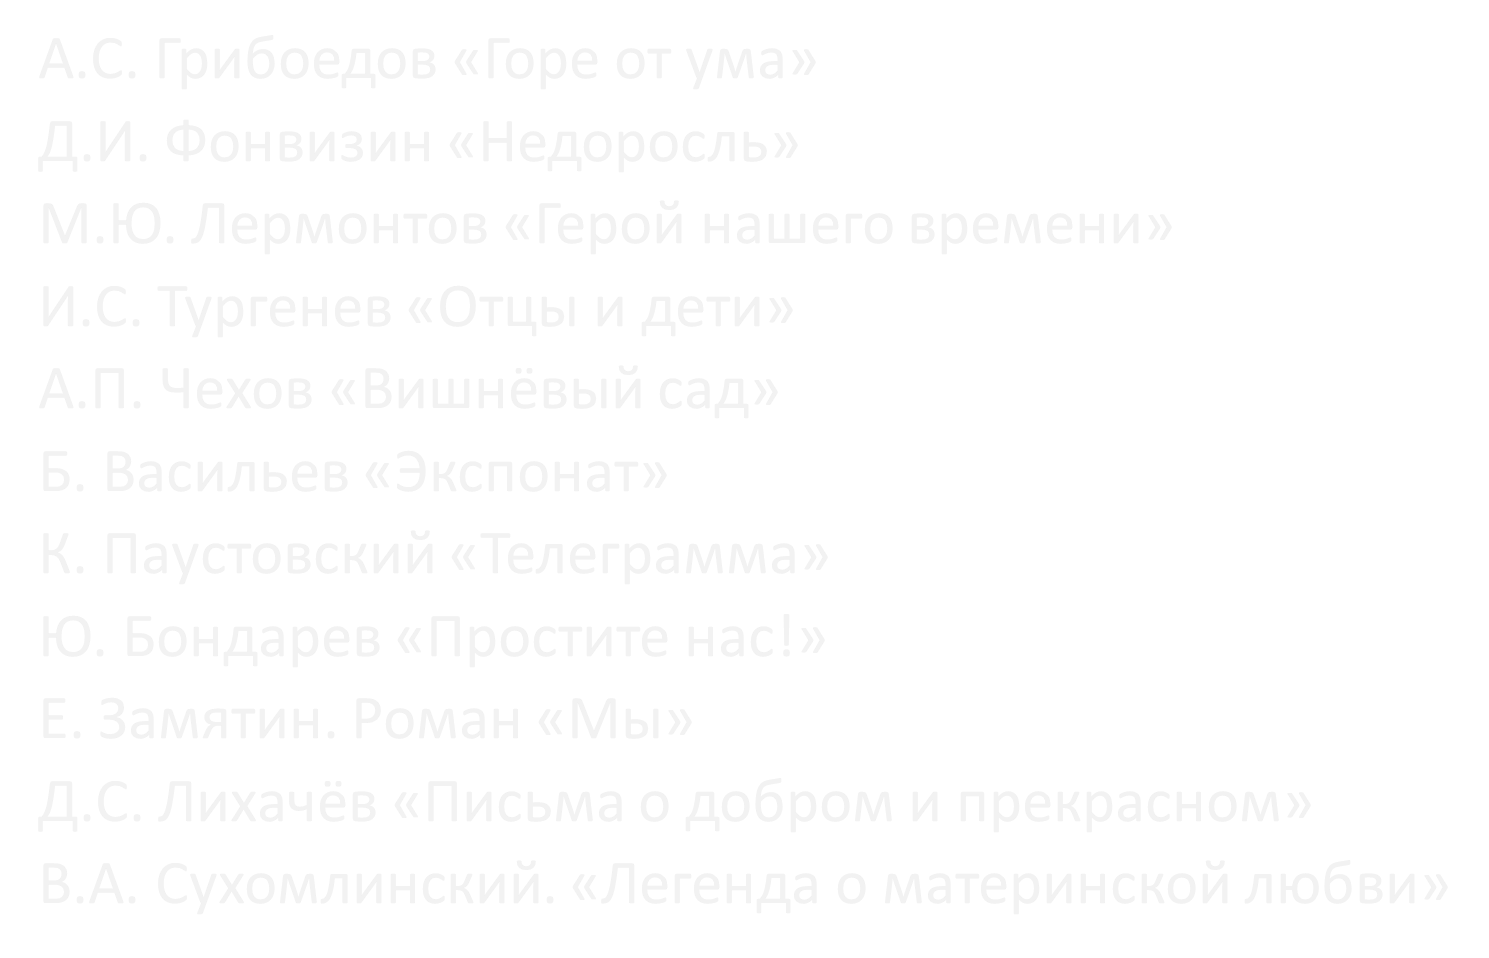 А.С. Грибоедов «Горе от ума»
Д.И. Фонвизин «Недоросль»
М.Ю. Лермонтов «Герой нашего времени»
И.С. Тургенев «Отцы и дети»
А.П. Чехов «Вишнёвый сад»
Б. Васильев «Экспонат»
К. Паустовский «Телеграмма»
Ю. Бондарев «Простите нас!»
Е. Замятин. Роман «Мы»
Д.С. Лихачёв «Письма о добром и прекрасном»
В.А. Сухомлинский. «Легенда о материнской любви»